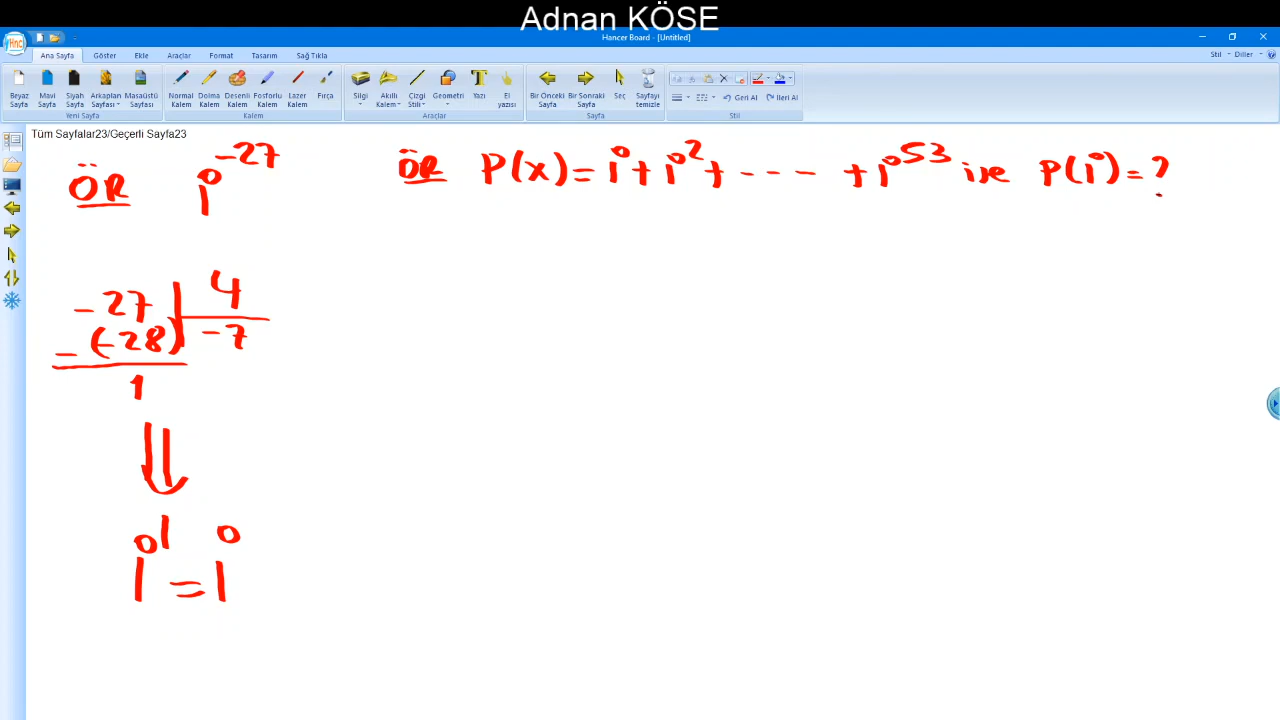 Adnan KÖSE
Hancer Board - [Untitled]
Hnc
Ana Sayfa Göster Ekle Araçlar Format Tasarım Sağ Tıkla Stil Diller
Beyaz Sayfa Mavi Sayfa Siyah Sayfa Arkaplan Sayfası Masaüstü Sayfası Normal Kalem Dolma Kalem Desenli Kalem Fosforlu Kalem Lazer Kalem Fırça Silgi Akıllı Kalem Çizgi Stili Geometri Yazı El yazısı Bir Önceki Sayfa Bir Sonraki Sayfa Seç Sayfayı temizle Geri Al İleri Al
Yeni Sayfa Kalem Araçlar Sayfa Stil
Tüm Sayfalar23/Geçerli Sayfa23
ÖR i^-27
ÖR P(x) = i + i^2 + - - - - + i^53 ise P(i) = ?
-27 | 4
- (-28) -7
1
i^1 = i